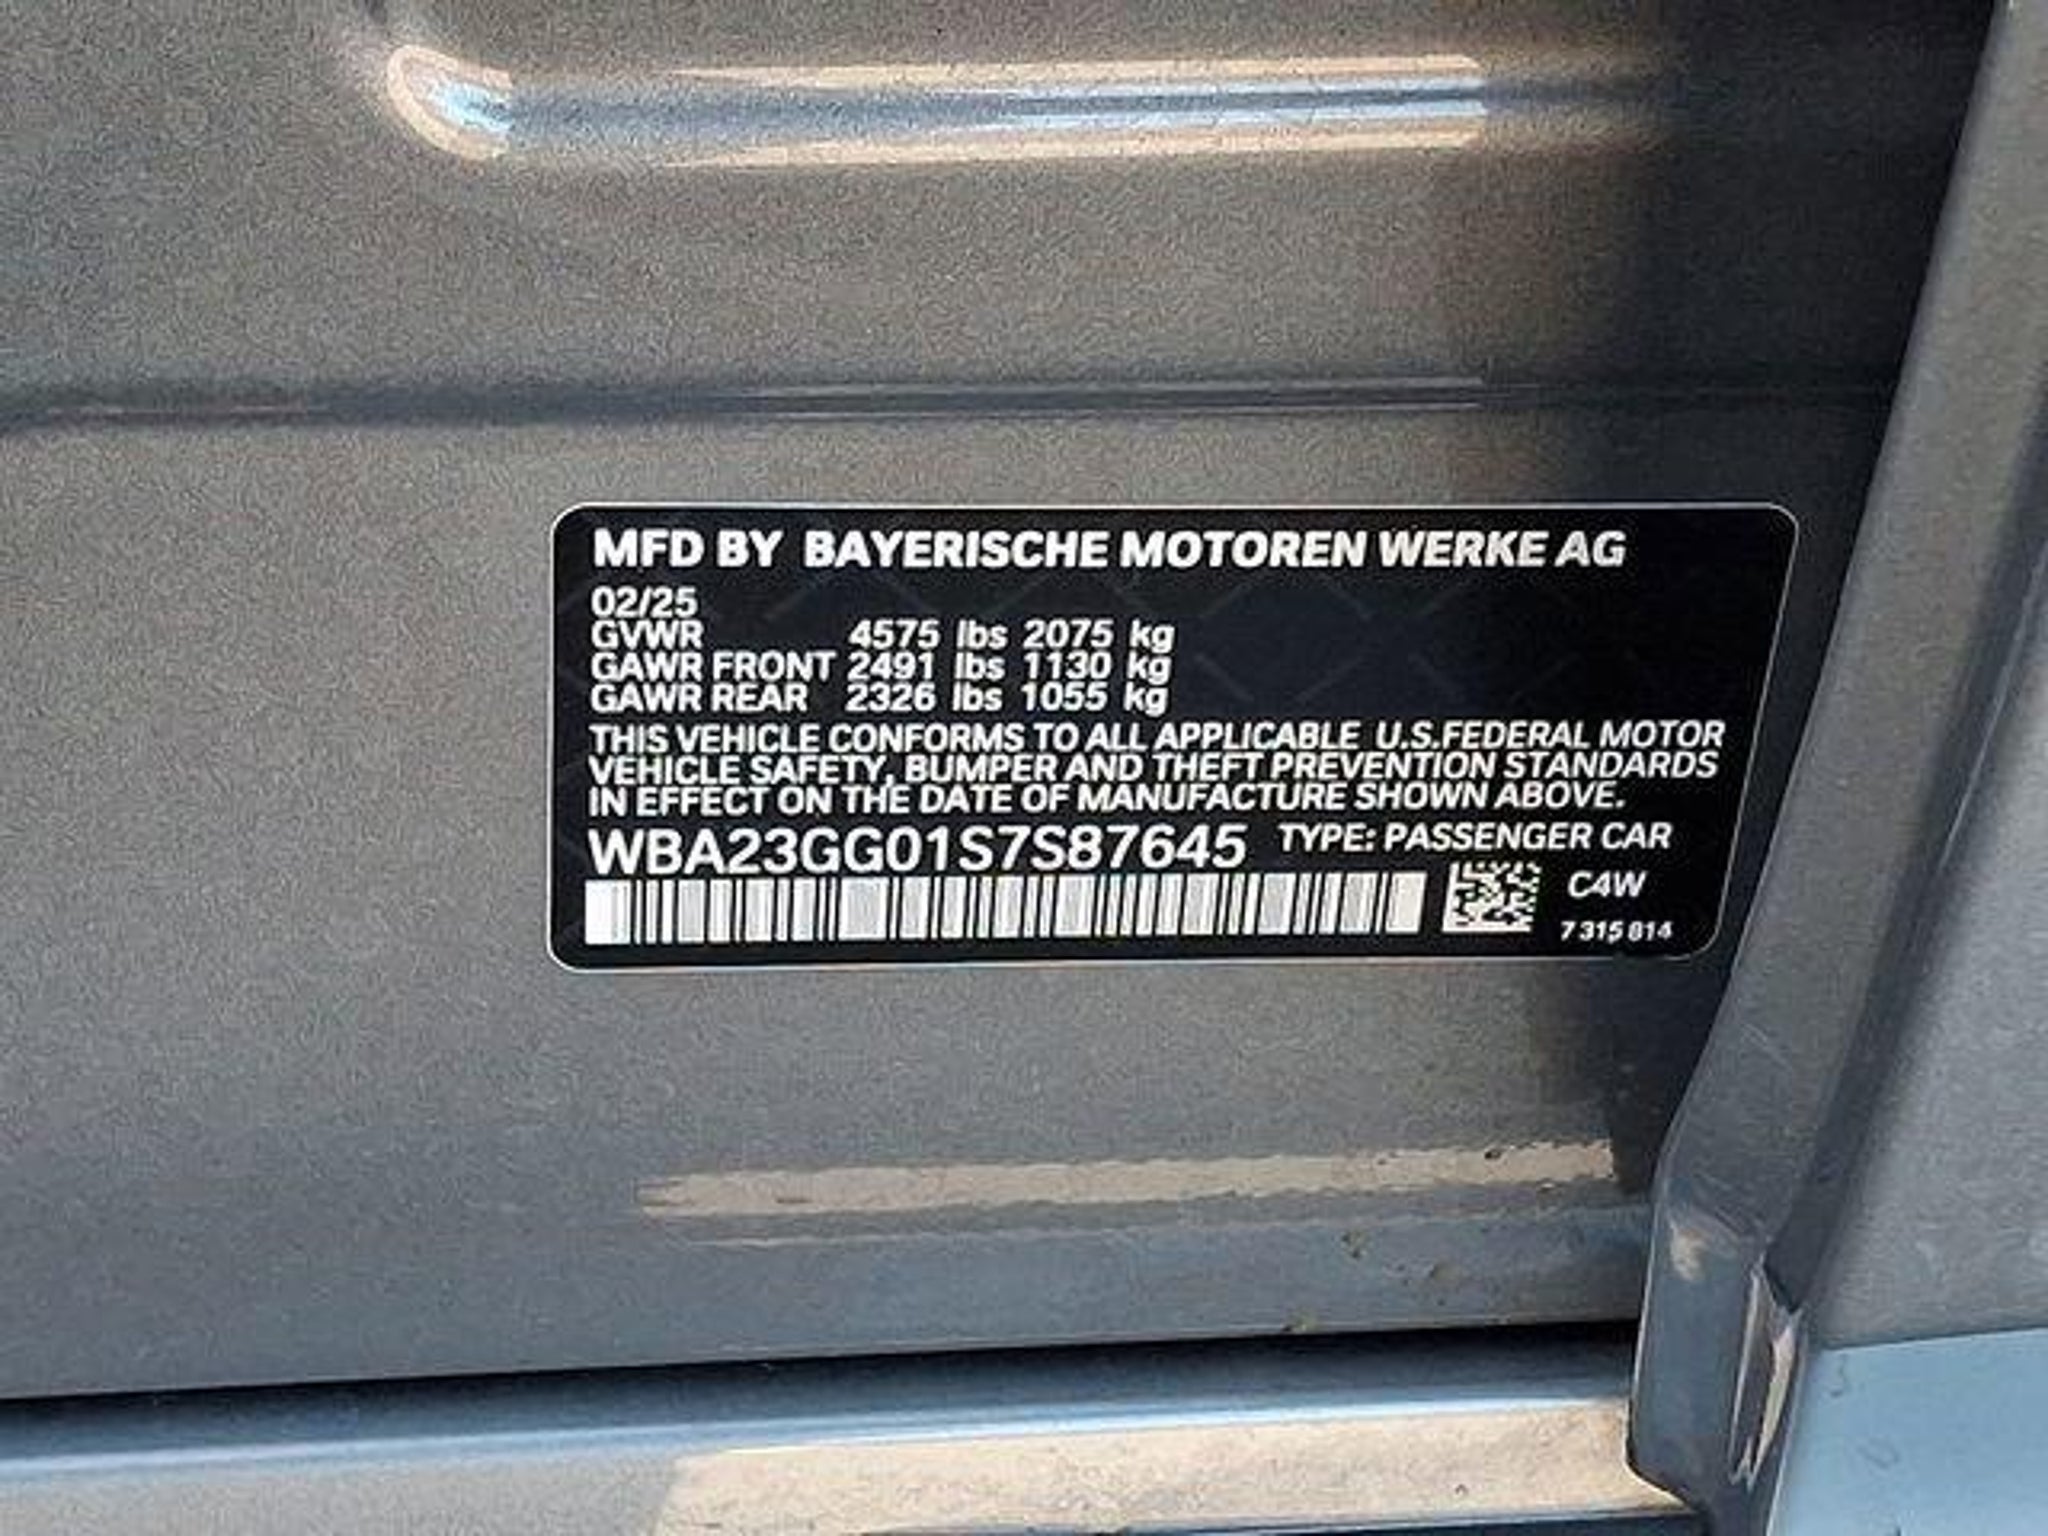 MFD BY BAYERISCHE MOTOREN WERKE AG
02/25
GVWR 4575 lbs 2075 kg
GAWR FRONT 2491 lbs 1130 kg
GAWR REAR 2326 lbs 1055 kg
THIS VEHICLE CONFORMS TO ALL APPLICABLE U.S.FEDERAL MOTOR
VEHICLE SAFETY, BUMPER AND THEFT PREVENTION STANDARDS
IN EFFECT ON THE DATE OF MANUFACTURE SHOWN ABOVE.
WBA23GG01S7S87645 TYPE: PASSENGER CAR
C4W
7 315 814